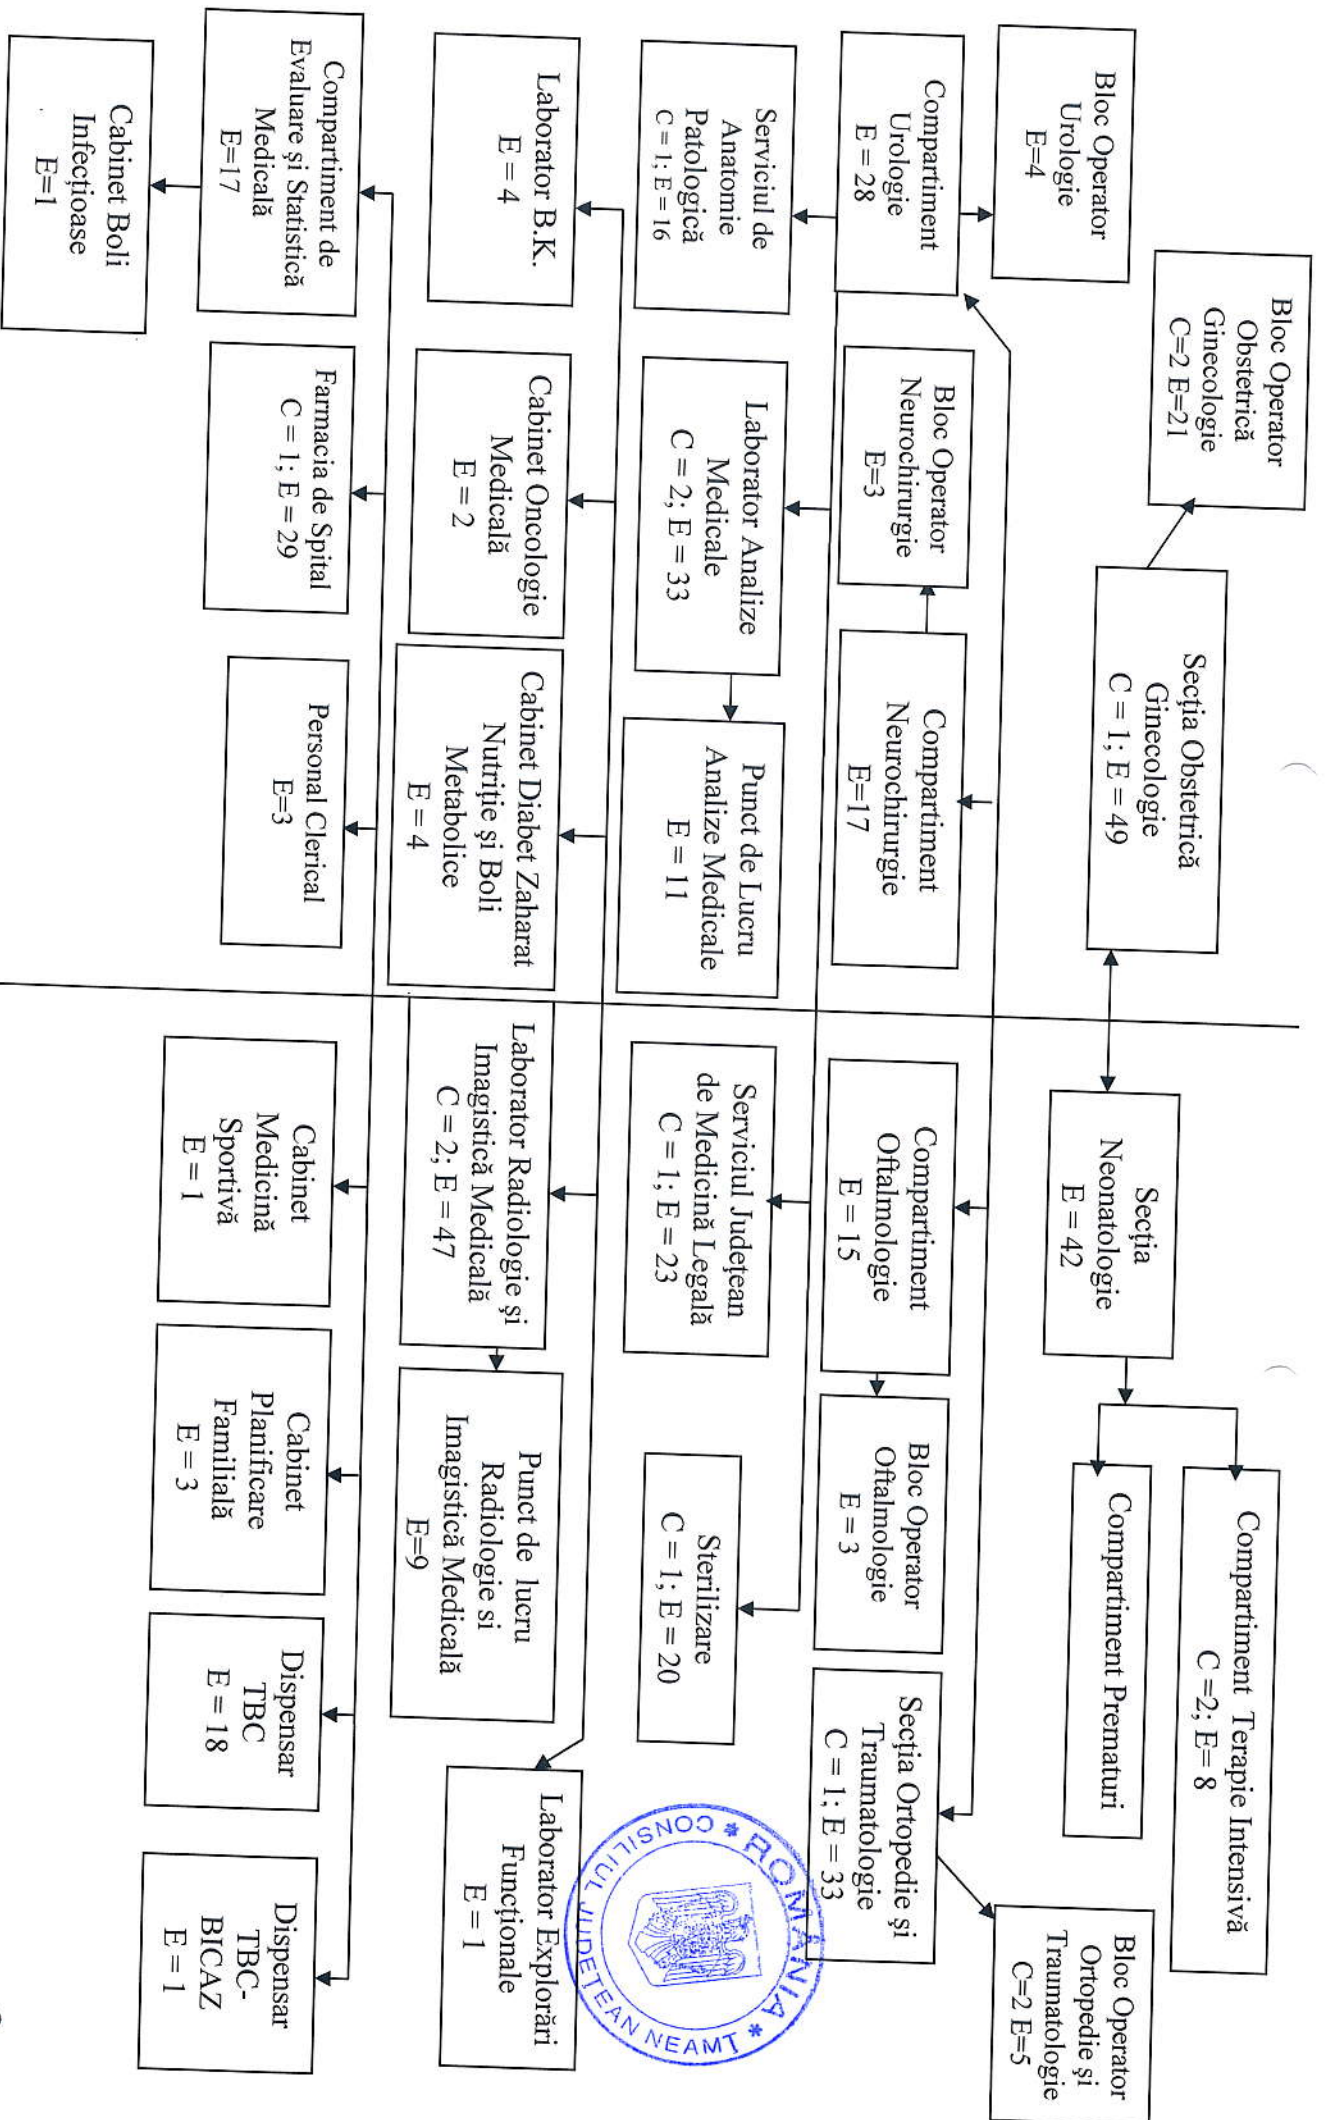 Bloc Operator
Obstetrică
Ginecologie
C=2 E=21
Secția Obstetrică
Ginecologie
C = 1; E = 49
Secția
Neonatologie
E = 42
Compartiment Terapie Intensivă
C =2; E= 8
Compartiment Prematuri
Bloc Operator
Urologie
E=4
Compartiment
Urologie
E = 28
Bloc Operator
Neurochirurgie
E=3
Compartiment
Neurochirurgie
E=17
Compartiment
Oftalmologie
E = 15
Bloc Operator
Oftalmologie
E = 3
Secția Ortopedie și
Traumatologie
C = 1; E = 33
Bloc Operator
Ortopedie și
Traumatologie
C=2 E=5
Serviciul de
Anatomie
Patologică
C = 1; E = 16
Laborator Analize
Medicale
C = 2; E = 33
Punct de Lucru
Analize Medicale
E = 11
Serviciul Județean
de Medicină Legală
C = 1; E = 23
Sterilizare
C = 1; E = 20
Laborator B.K.
E = 4
Cabinet Oncologie
Medicală
E = 2
Cabinet Diabet Zaharat
Nutriție și Boli
Metabolice
E = 4
Laborator Radiologie și
Imagistică Medicală
C = 2; E = 47
Punct de lucru
Radiologie si
Imagistică Medicală
E=9
Laborator Explorări
Funcționale
E = 1
Compartiment de
Evaluare și Statistică
Medicală
E=17
Farmacia de Spital
C = 1; E = 29
Personal Clerical
E=3
Cabinet
Medicină
Sportivă
E = 1
Cabinet
Planificare
Familială
E = 3
Dispensar
TBC
E = 18
Dispensar
TBC-
BICAZ
E = 1
Cabinet Boli
Infecțioase
E=1
* ROMÂNIA *
CONSILIUL JUDEȚEAN NEAMȚ